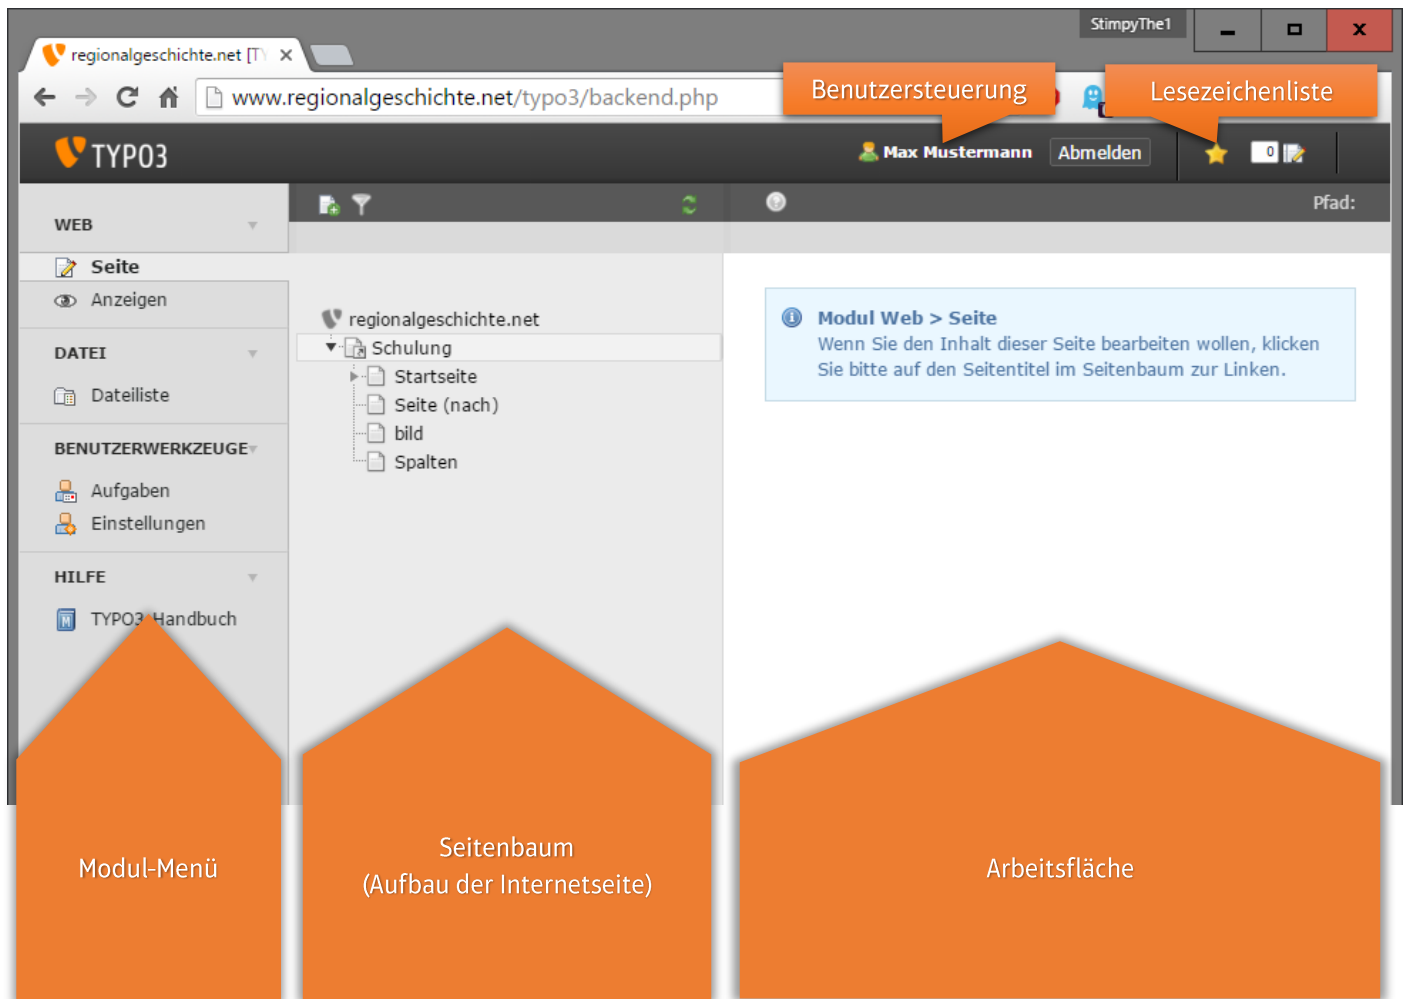 StimpyThe1
regionalgeschichte.net [TY
www.regionalgeschichte.net/typo3/backend.php
Benutzersteuerung
Lesezeichenliste
TYPO3
Max Mustermann
Abmelden
0
Pfad:
WEB
Seite
Anzeigen
DATEI
Dateiliste
BENUTZERWERKZEUGE
Aufgaben
Einstellungen
HILFE
TYPO3-Handbuch
regionalgeschichte.net
Schulung
Startseite
Seite (nach)
bild
Spalten
Modul Web > Seite
Wenn Sie den Inhalt dieser Seite bearbeiten wollen, klicken
Sie bitte auf den Seitentitel im Seitenbaum zur Linken.
Modul-Menü
Seitenbaum
(Aufbau der Internetseite)
Arbeitsfläche